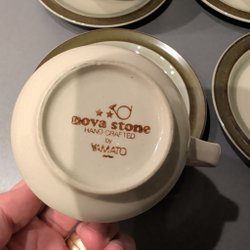 nova stone
HAND CRAFTED
by
YAMATO